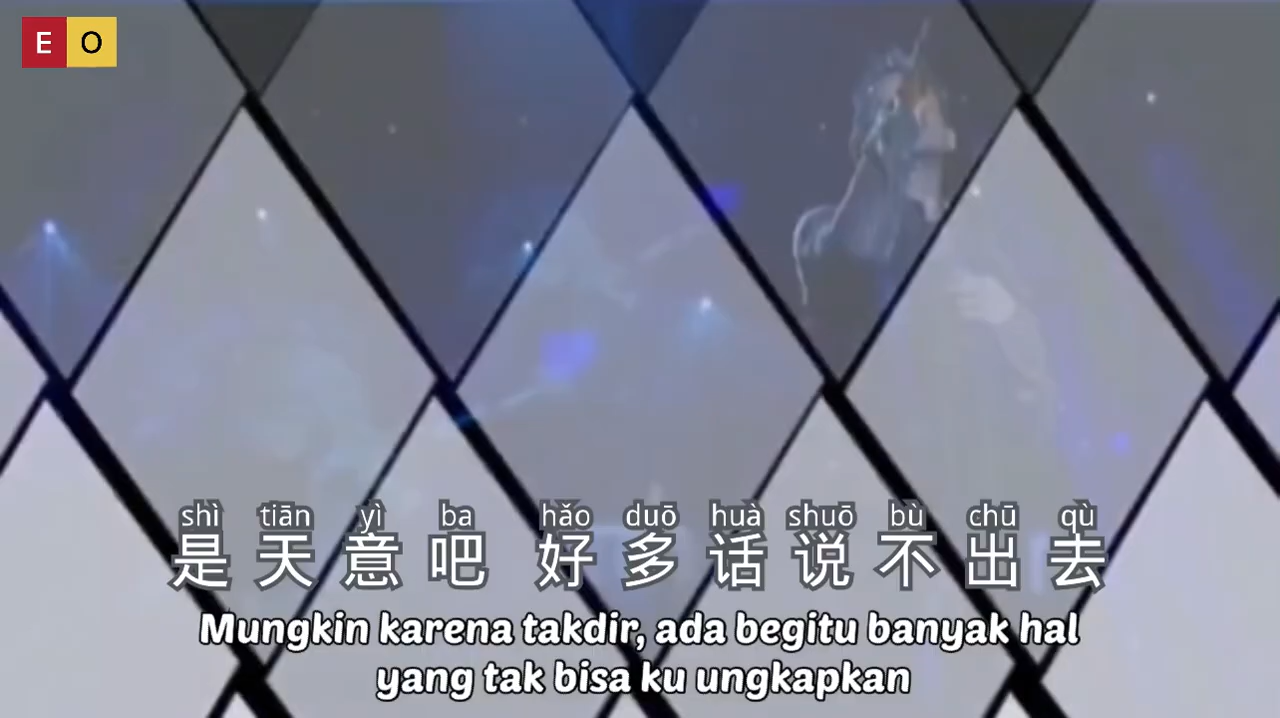 E O
shì tiān yì ba hǎo duō huà shuō bù chū qù
是天意吧 好多话说不出去
Mungkin karena takdir, ada begitu banyak hal
yang tak bisa ku ungkapkan